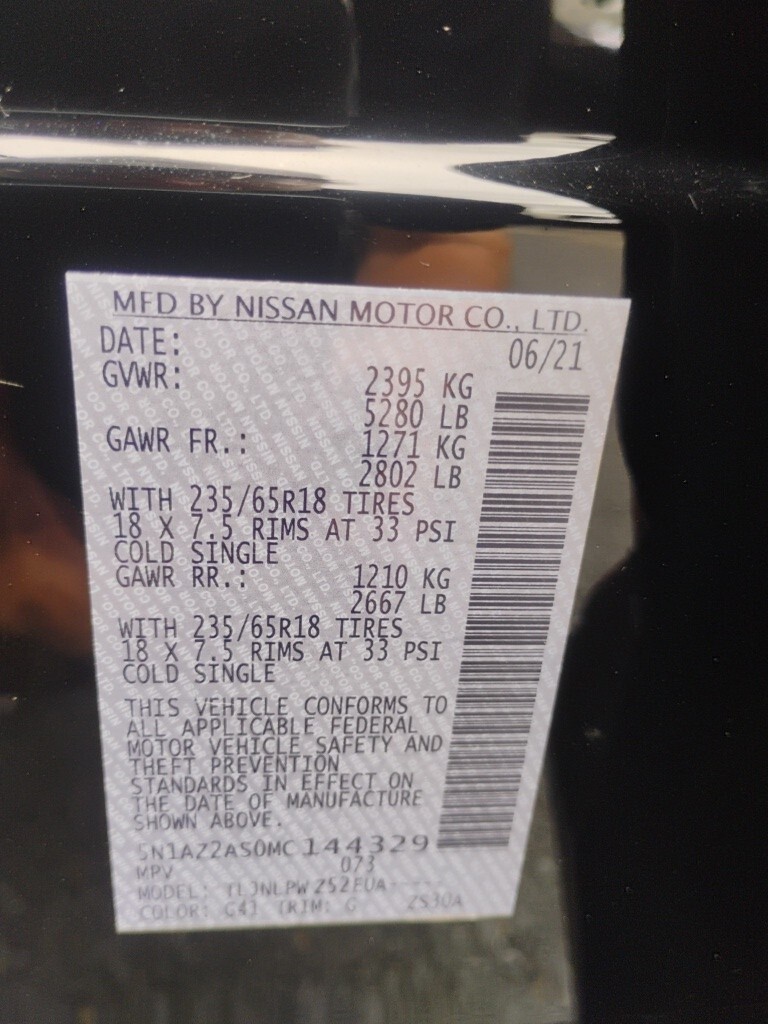 MFD BY NISSAN MOTOR CO., LTD.
DATE: 06/21
GVWR: 2395 KG
5280 LB
GAWR FR.: 1271 KG
2802 LB
WITH 235/65R18 TIRES
18 X 7.5 RIMS AT 33 PSI
COLD SINGLE
GAWR RR.: 1210 KG
2667 LB
WITH 235/65R18 TIRES
18 X 7.5 RIMS AT 33 PSI
COLD SINGLE
THIS VEHICLE CONFORMS TO
ALL APPLICABLE FEDERAL
MOTOR VEHICLE SAFETY AND
THEFT PREVENTION
STANDARDS IN EFFECT ON
THE DATE OF MANUFACTURE
SHOWN ABOVE.
5N1AZ2AS0MC144329
MPV 073
MODEL:
COLOR: G41 TRIM: G